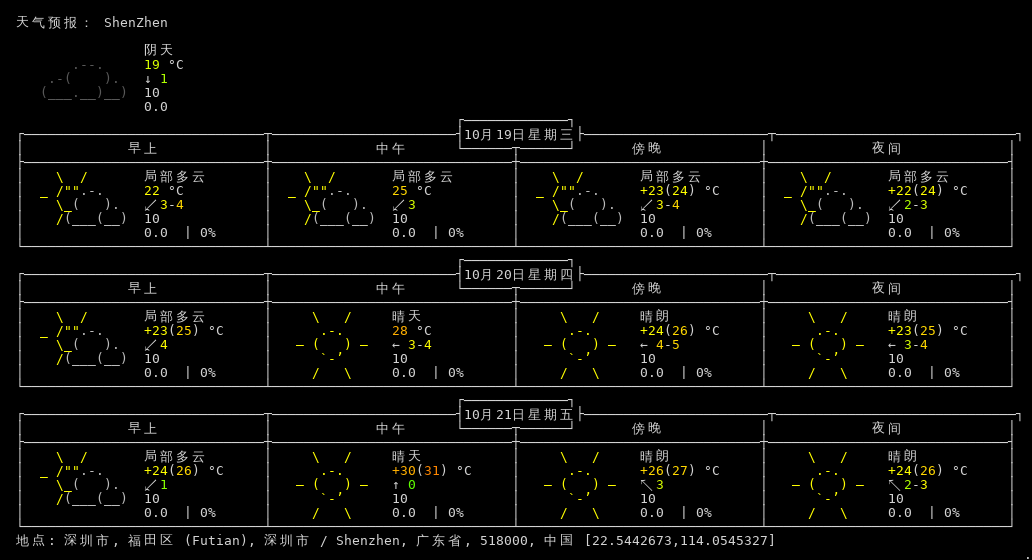 天气预报： ShenZhen
阴天
19 °C
↓ 1
10
0.0
10月19日星期三
早上 中午 傍晚 夜间
局部多云 局部多云 局部多云 局部多云
22 °C 25 °C +23(24) °C +22(24) °C
↙ 3-4 ↙ 3 ↙ 3-4 ↙ 2-3
10 10 10 10
0.0 | 0% 0.0 | 0% 0.0 | 0% 0.0 | 0%
10月20日星期四
早上 中午 傍晚 夜间
局部多云 晴天 晴朗 晴朗
+23(25) °C 28 °C +24(26) °C +23(25) °C
↙ 4 ← 3-4 ← 4-5 ← 3-4
10 10 10 10
0.0 | 0% 0.0 | 0% 0.0 | 0% 0.0 | 0%
10月21日星期五
早上 中午 傍晚 夜间
局部多云 晴天 晴朗 晴朗
+24(26) °C +30(31) °C +26(27) °C +24(26) °C
↙ 1 ↑ 0 ↖ 3 ↖ 2-3
10 10 10 10
0.0 | 0% 0.0 | 0% 0.0 | 0% 0.0 | 0%
地点: 深圳市, 福田区 (Futian), 深圳市 / Shenzhen, 广东省, 518000, 中国 [22.5442673,114.0545327]